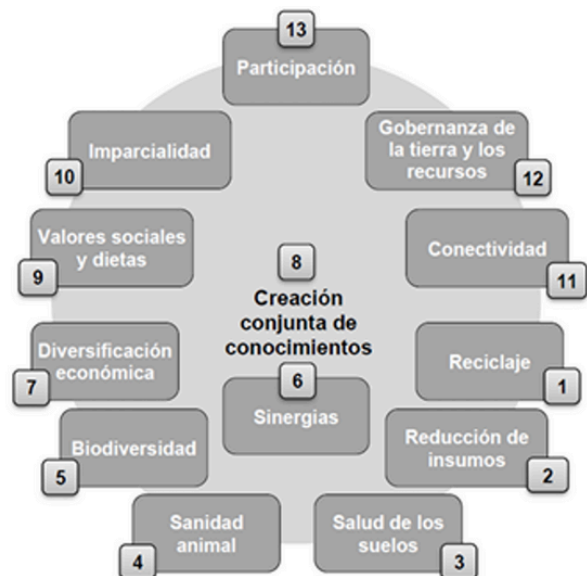 13
Participación
Imparcialidad
10
Gobernanza de
la tierra y los
recursos
12
Valores sociales
y dietas
9
8
Creación
conjunta de
conocimientos
Conectividad
11
Diversificación
económica
7
6
Sinergias
Reciclaje
1
Biodiversidad
5
Reducción de
insumos
2
Sanidad
animal
4
Salud de los
suelos
3